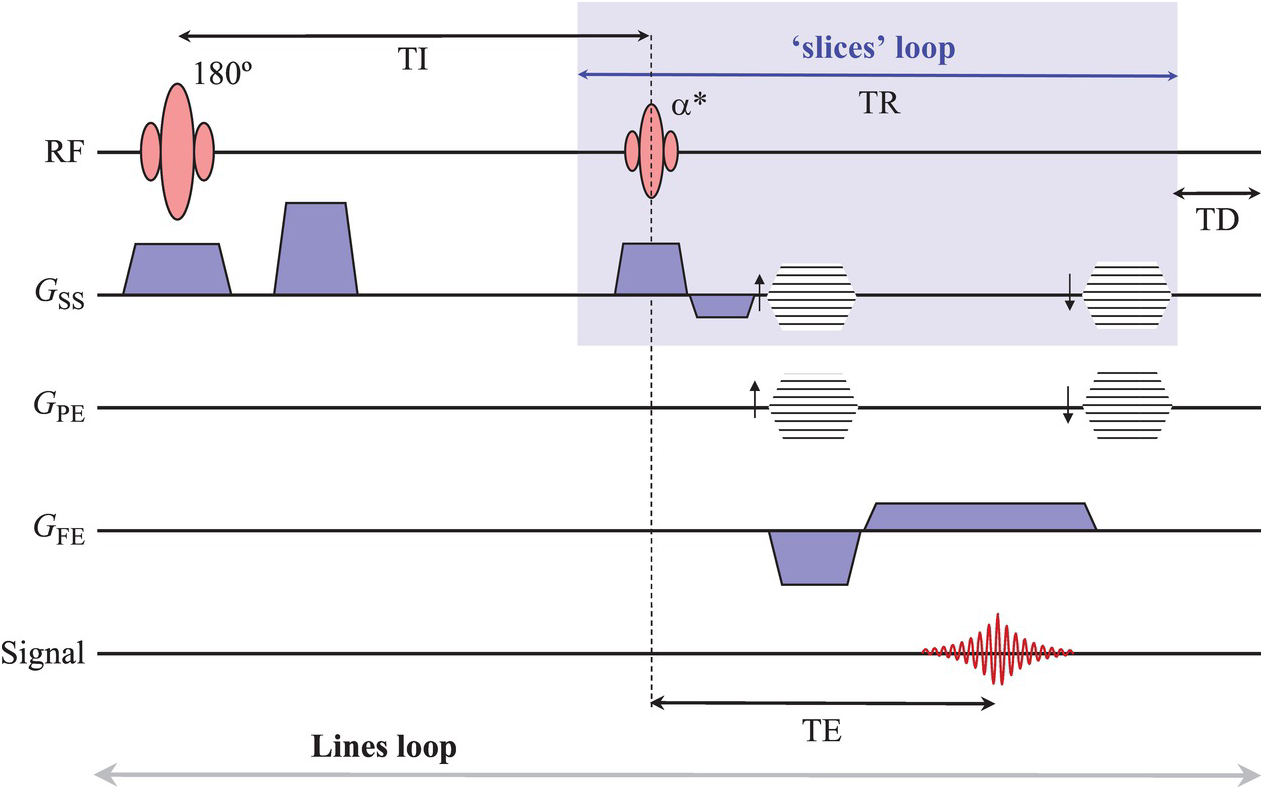 ‘slices’ loop
TI
180º
α*
TR
RF
TD
GSS
GPE
GFE
Signal
TE
Lines loop